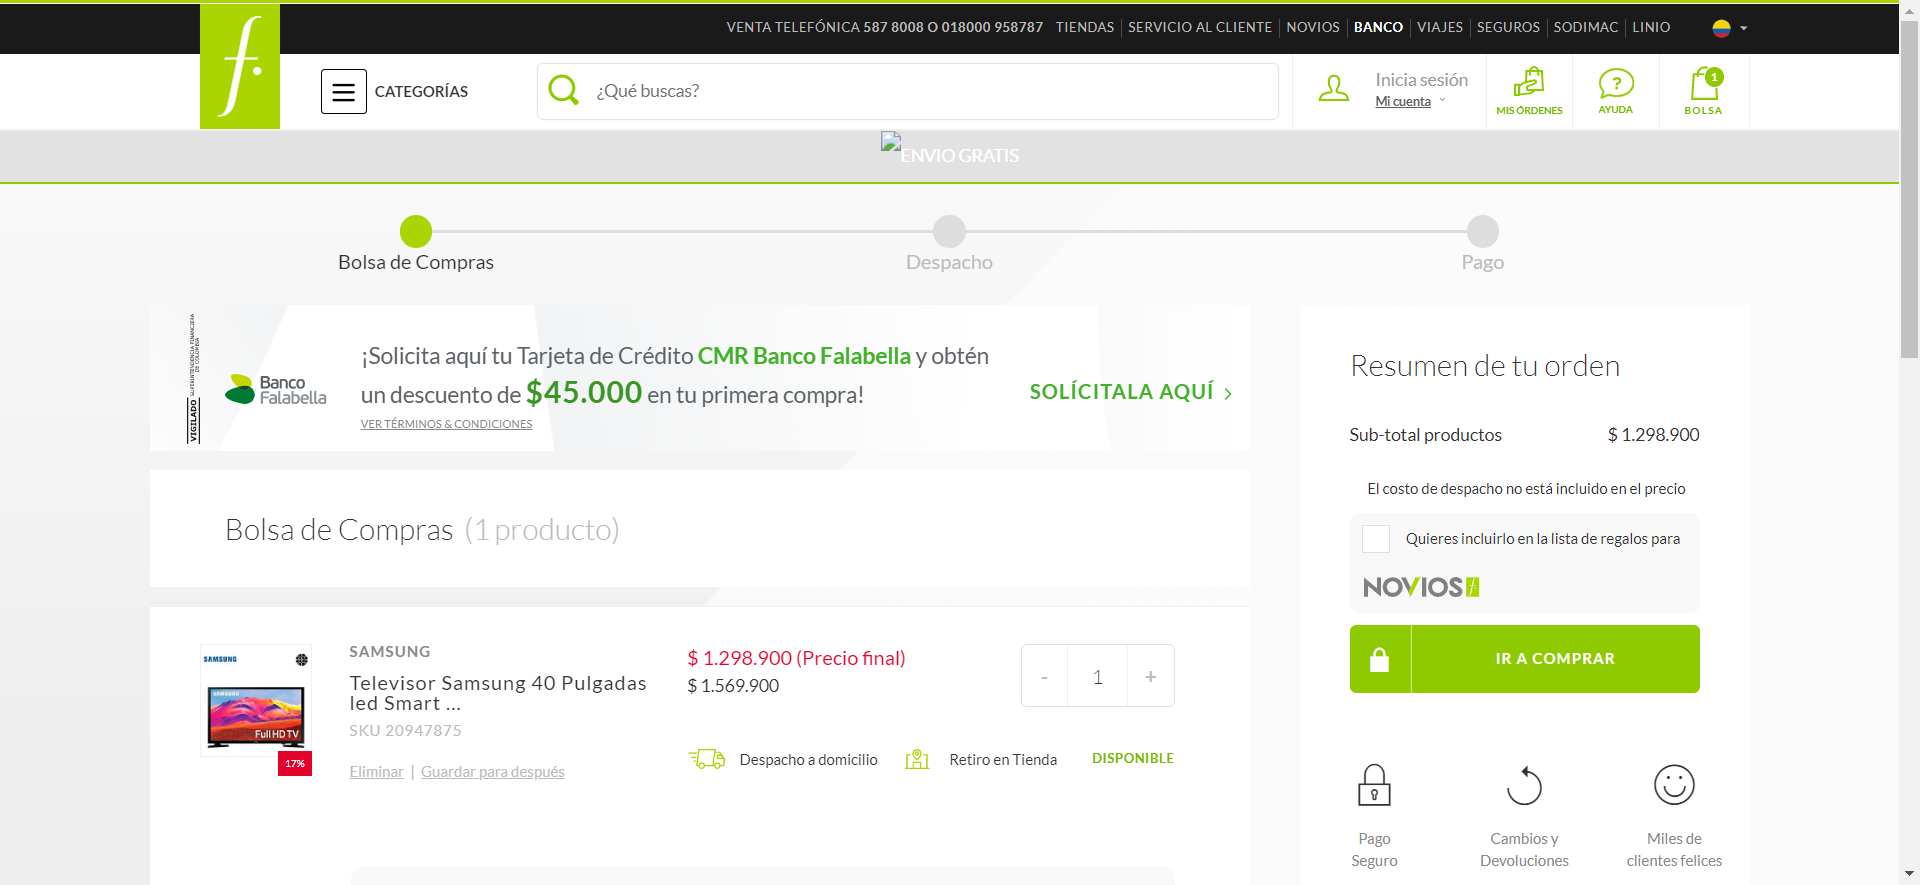 VENTA TELEFÓNICA 587 8008 O 018000 958787 TIENDAS SERVICIO AL CLIENTE NOVIOS BANCO VIAJES SEGUROS SODIMAC LINIO
f.
CATEGORÍAS
¿Qué buscas?
Inicia sesión
Mi cuenta
MIS ÓRDENES
?
AYUDA
1
BOLSA
ENVIO GRATIS
Bolsa de Compras
Despacho
Pago
VIGILADO SUPERINTENDENCIA FINANCIERA
DE COLOMBIA
Banco
Falabella
¡Solicita aquí tu Tarjeta de Crédito CMR Banco Falabella y obtén
un descuento de $45.000 en tu primera compra!
VER TÉRMINOS & CONDICIONES
SOLÍCITALA AQUÍ >
Bolsa de Compras (1 producto)
SAMSUNG
SAMSUNG
Full HD TV
17%
SAMSUNG
Televisor Samsung 40 Pulgadas
led Smart ...
SKU 20947875
Eliminar | Guardar para después
$ 1.298.900 (Precio final)
$ 1.569.900
- 1 +
Despacho a domicilio
Retiro en Tienda
DISPONIBLE
Resumen de tu orden
Sub-total productos $ 1.298.900
El costo de despacho no está incluido en el precio
Quieres incluirlo en la lista de regalos para
NOVIOS f.
IR A COMPRAR
Pago
Seguro
Cambios y
Devoluciones
Miles de
clientes felices